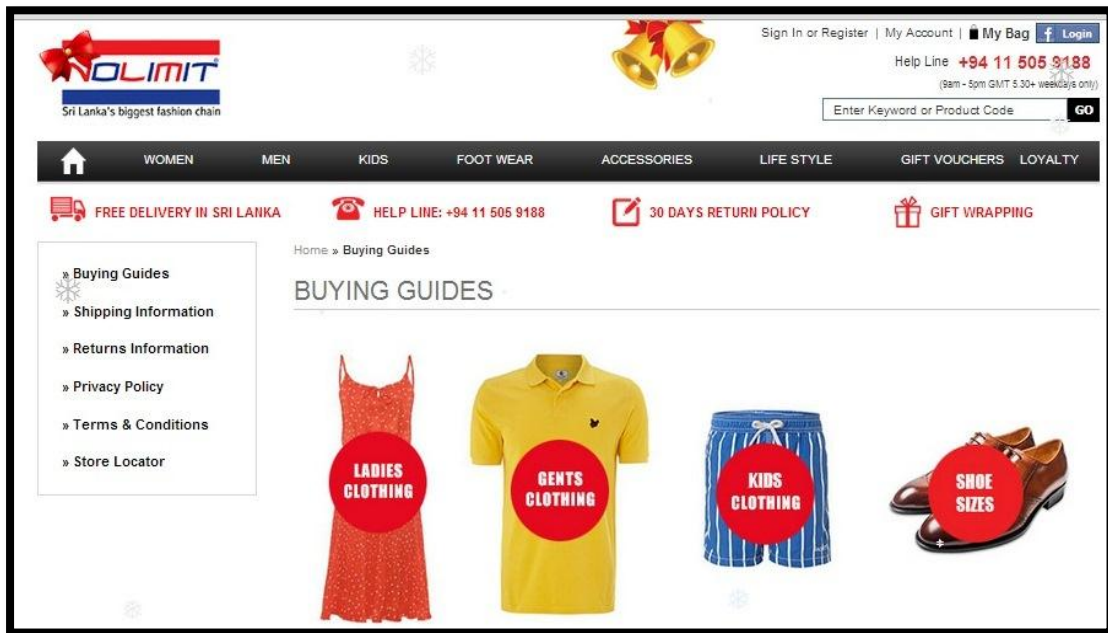 Sign In or Register | My Account | My Bag f Login
NOLIMIT
Sri Lanka's biggest fashion chain
Help Line +94 11 505 9188
(9am - 5pm GMT 5.30+ weekdays only)
Enter Keyword or Product Code GO
WOMEN MEN KIDS FOOT WEAR ACCESSORIES LIFE STYLE GIFT VOUCHERS LOYALTY
FREE DELIVERY IN SRI LANKA HELP LINE: +94 11 505 9188 30 DAYS RETURN POLICY GIFT WRAPPING
Home » Buying Guides
BUYING GUIDES
» Buying Guides
» Shipping Information
» Returns Information
» Privacy Policy
» Terms & Conditions
» Store Locator
LADIES
CLOTHING
GENTS
CLOTHING
KIDS
CLOTHING
SHOE
SIZES